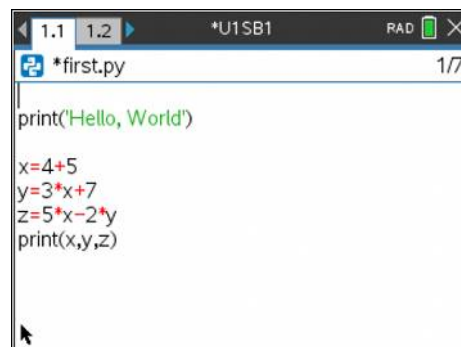 1.1 1.2 *U1SB1 RAD
*first.py 1/7
print('Hello, World')
x=4+5
y=3*x+7
z=5*x-2*y
print(x,y,z)